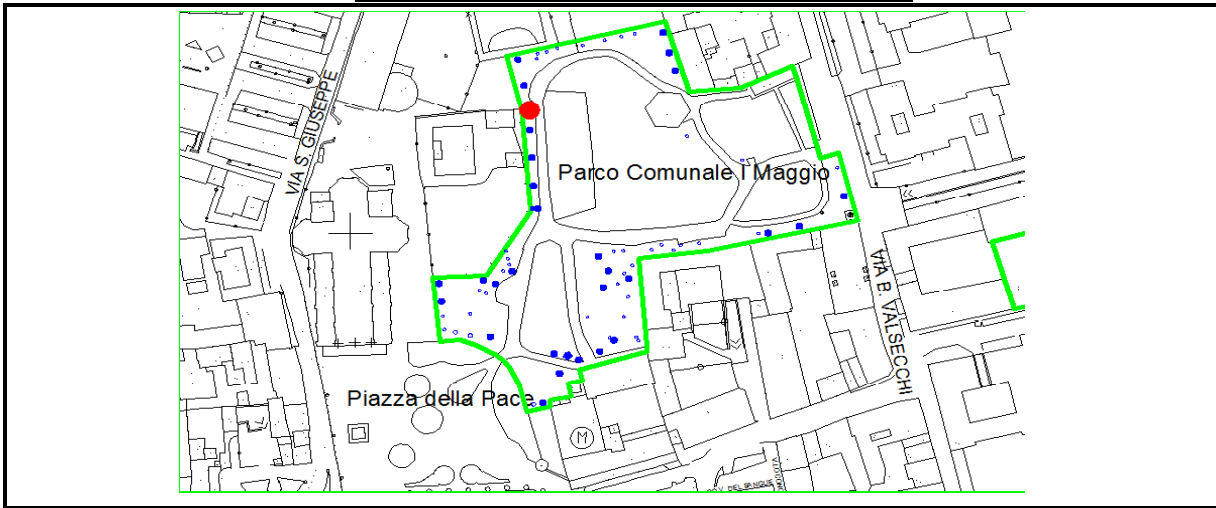 VIA S. GIUSEPPE
Parco Comunale I Maggio
VIA B. VALSECCHI
Piazza della Pace
M